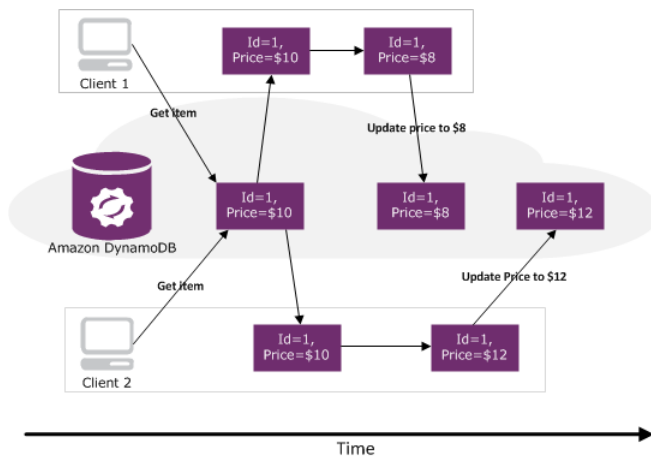 Id=1,
Price=$10
Id=1,
Price=$8
Client 1
Get item
Update price to $8
Id=1,
Price=$10
Id=1,
Price=$8
Id=1,
Price=$12
Amazon DynamoDB
Get item
Update Price to $12
Id=1,
Price=$10
Id=1,
Price=$12
Client 2
Time